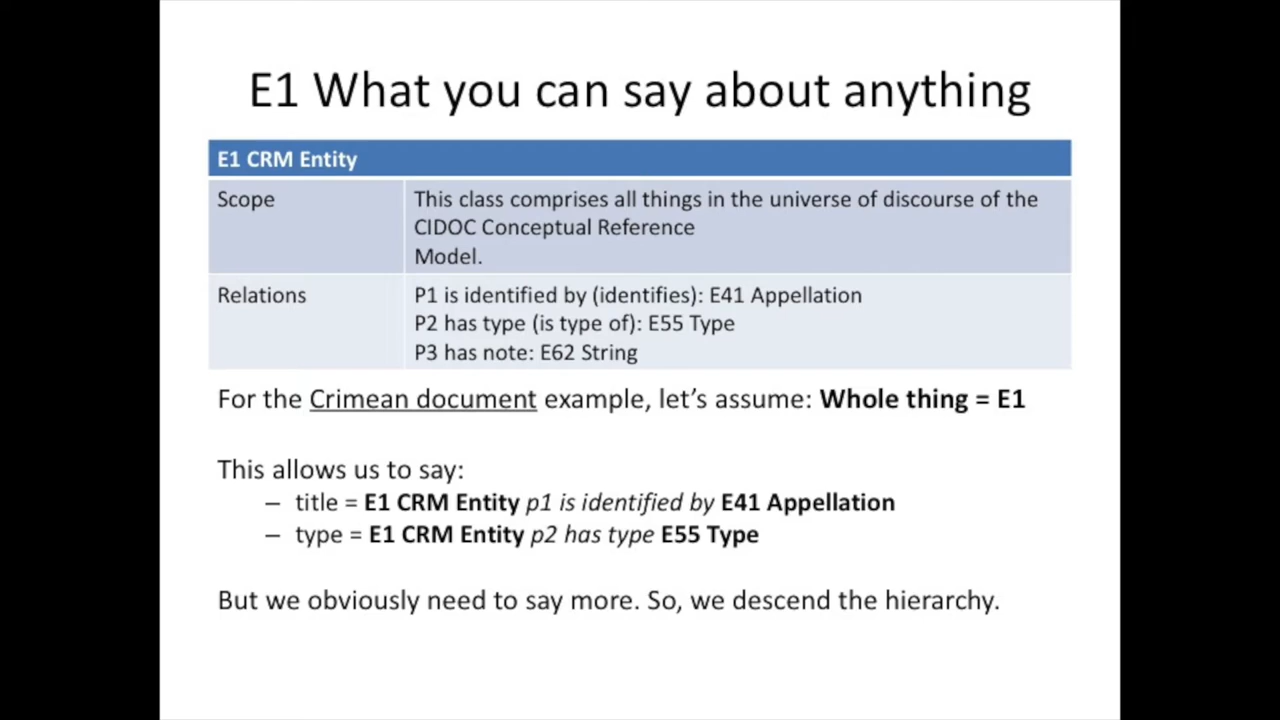 E1 What you can say about anything
E1 CRM Entity
Scope
This class comprises all things in the universe of discourse of the
CIDOC Conceptual Reference
Model.
Relations
P1 is identified by (identifies): E41 Appellation
P2 has type (is type of): E55 Type
P3 has note: E62 String
For the Crimean document example, let’s assume: Whole thing = E1
This allows us to say:
– title = E1 CRM Entity p1 is identified by E41 Appellation
– type = E1 CRM Entity p2 has type E55 Type
But we obviously need to say more. So, we descend the hierarchy.